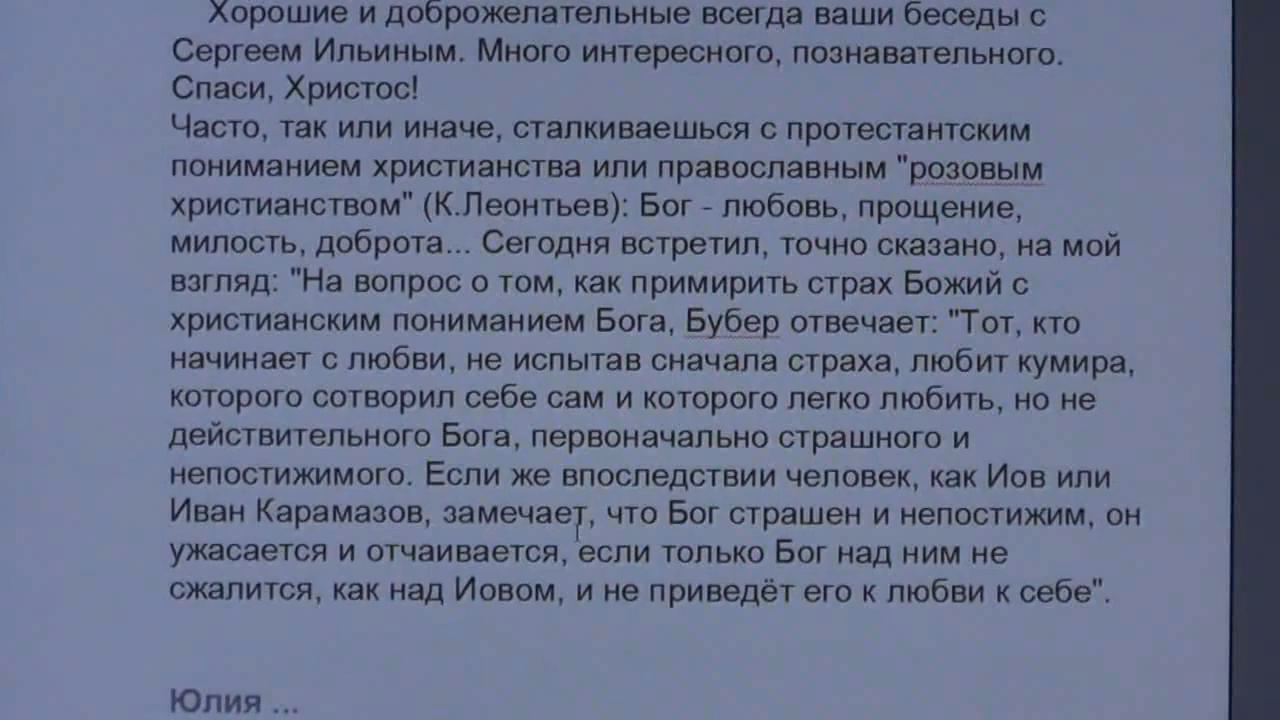 Хорошие и доброжелательные всегда ваши беседы с
Сергеем Ильиным. Много интересного, познавательного.
Спаси, Христос!
Часто, так или иначе, сталкиваешься с протестантским
пониманием христианства или православным "розовым
христианством" (К.Леонтьев): Бог - любовь, прощение,
милость, доброта... Сегодня встретил, точно сказано, на мой
взгляд: "На вопрос о том, как примирить страх Божий с
христианским пониманием Бога, Бубер отвечает: "Тот, кто
начинает с любви, не испытав сначала страха, любит кумира,
которого сотворил себе сам и которого легко любить, но не
действительного Бога, первоначально страшного и
непостижимого. Если же впоследствии человек, как Иов или
Иван Карамазов, замечает, что Бог страшен и непостижим, он
ужасается и отчаивается, если только Бог над ним не
сжалится, как над Иовом, и не приведёт его к любви к себе".
Юлия ...